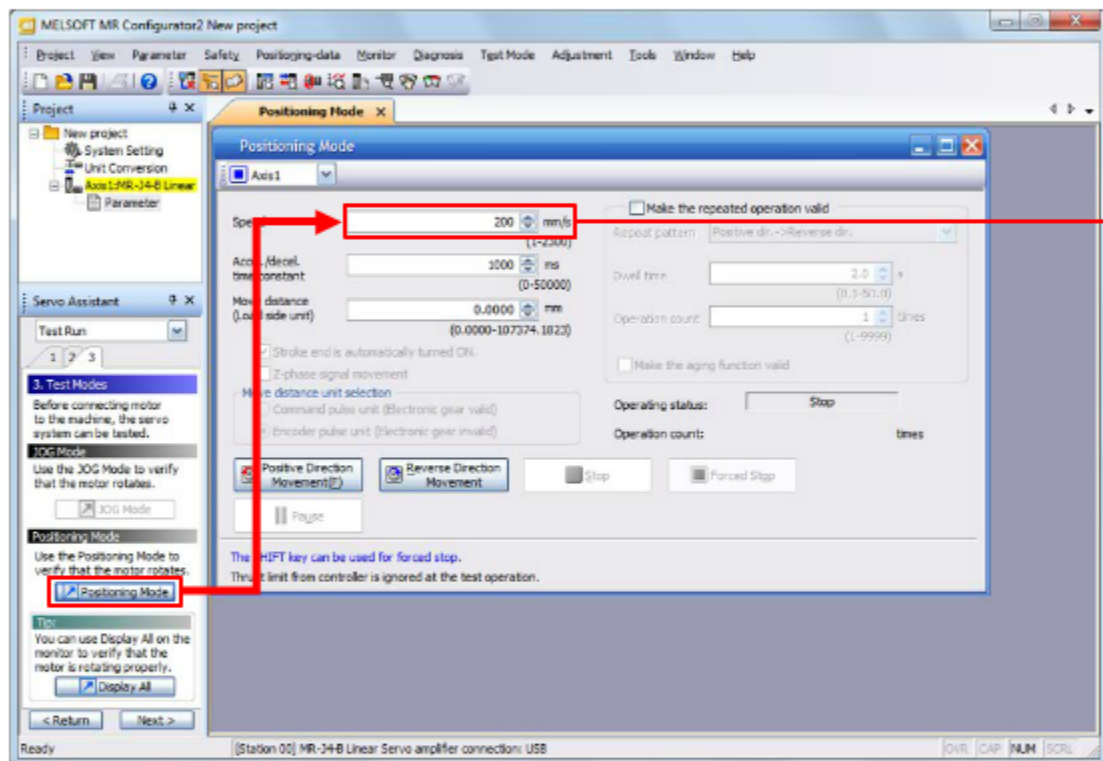 MELSOFT MR Configurator2 New project
Project View Parameter Safety Positioning-data Monitor Diagnosis Test Mode Adjustment Tools Window Help
Project
New project
System Setting
Unit Conversion
Axis1:MR-J4-B Linear
Parameter
Servo Assistant
Test Run
1 2 3
3. Test Modes
Before connecting motor
to the machine, the servo
system can be tested.
JOG Mode
Use the JOG Mode to verify
that the motor rotates.
JOG Mode
Positioning Mode
Use the Positioning Mode to
verify that the motor rotates.
Positioning Mode
Tip:
You can use Display All on the
monitor to verify that the
motor is rotating properly.
Display All
< Return Next >
Positioning Mode
Positioning Mode
Axis1
200 mm/s
(1-2500)
time constant
1000 ms
(0-50000)
Move distance
(Load side unit)
0.0000 mm
(0.0000-107374.1823)
Stroke end is automatically turned ON.
Z-phase signal movement
Move distance unit selection
Command pulse unit (Electronic gear valid)
Encoder pulse unit (Electronic gear invalid)
Make the repeated operation valid
Repeat pattern Positive dir.->Reverse dir.
Dwell time 2.0 s
(0.1-50.0)
Operation count 1 times
(1-9999)
Make the aging function valid
Operating status: Stop
Operation count: times
Positive Direction
Movement(F)
Reverse Direction
Movement
Stop
Forced Stop
Pause
The SHIFT key can be used for forced stop.
Thrust limit from controller is ignored at the test operation.
Ready
[Station 00] MR-J4-B Linear Servo amplifier connection: USB
OVR CAP NUM SCRL